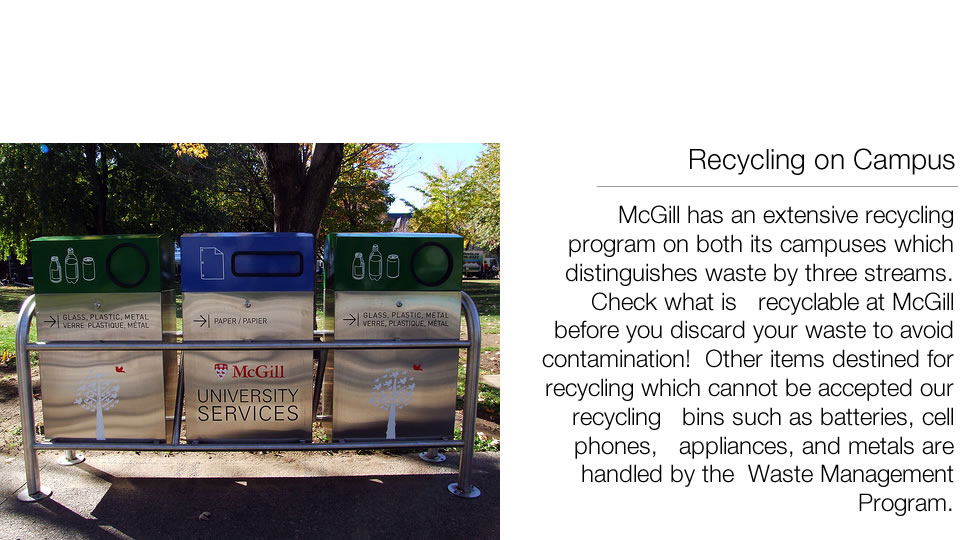 Recycling on Campus
McGill has an extensive recycling
program on both its campuses which
distinguishes waste by three streams.
Check what is recyclable at McGill
before you discard your waste to avoid
contamination! Other items destined for
recycling which cannot be accepted our
recycling bins such as batteries, cell
phones, appliances, and metals are
handled by the Waste Management
Program.
GLASS, PLASTIC, METAL
VERRE PLASTIQUE, MÉTAL
PAPER / PAPIER
McGill
UNIVERSITY
SERVICES
GLASS, PLASTIC, METAL
VERRE, PLASTIQUE, MÉTAL